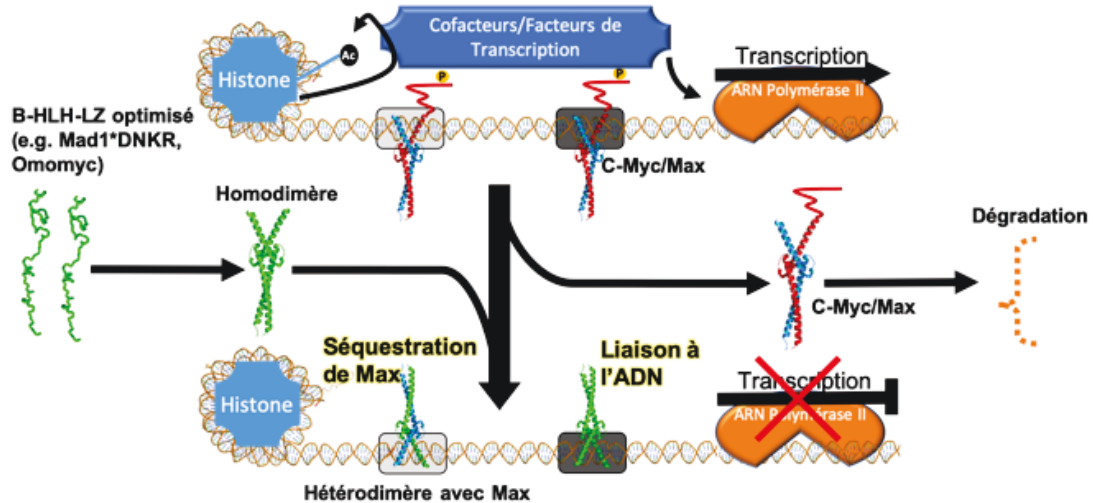 Cofacteurs/Facteurs de
Transcription
Ac
Histone
P
P
Transcription
ARN Polymérase II
B-HLH-LZ optimisé
(e.g. Mad1*DNKR,
Omomyc)
C-Myc/Max
Homodimère
Dégradation
C-Myc/Max
Séquestration
de Max
Liaison à
l'ADN
Histone
Transcription
ARN Polymérase II
Hétérodimère avec Max